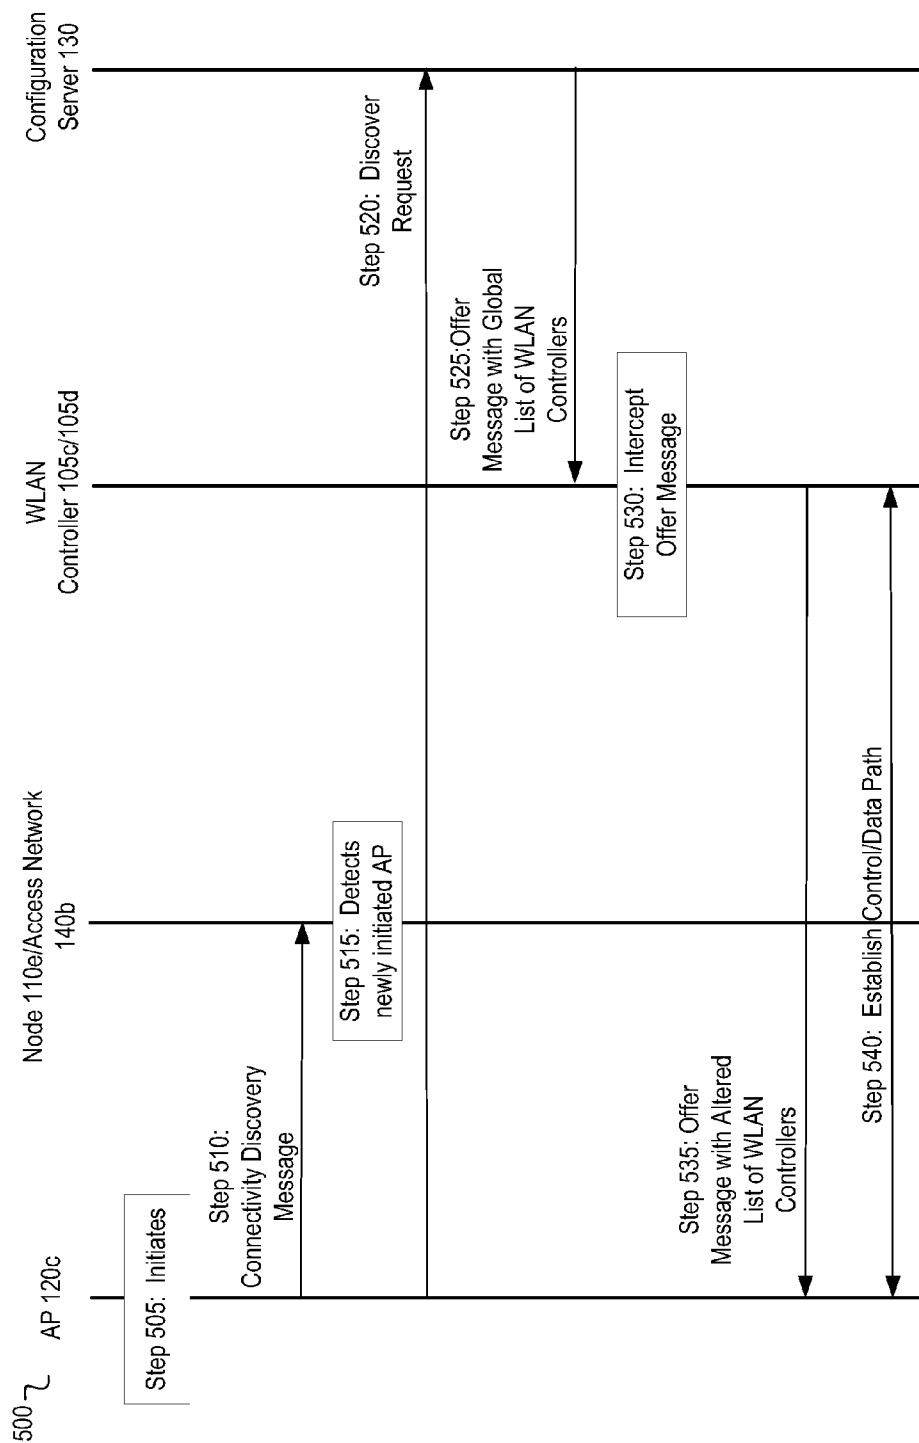 500
AP 120c
Node 110e/Access Network
140b
WLAN
Controller 105c/105d
Configuration
Server 130
Step 505: Initiates
Step 510:
Connectivity Discovery
Message
Step 515: Detects
newly initiated AP
Step 520: Discover
Request
Step 525:Offer
Message with Global
List of WLAN
Controllers
Step 530: Intercept
Offer Message
Step 535: Offer
Message with Altered
List of WLAN
Controllers
Step 540: Establish Control/Data Path